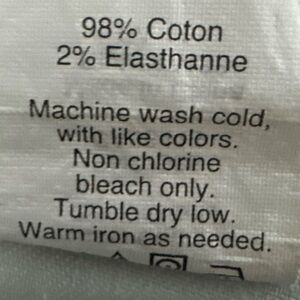 98% Coton
2% Elasthanne
Machine wash cold,
with like colors.
Non chlorine
bleach only.
Tumble dry low.
Warm iron as needed.